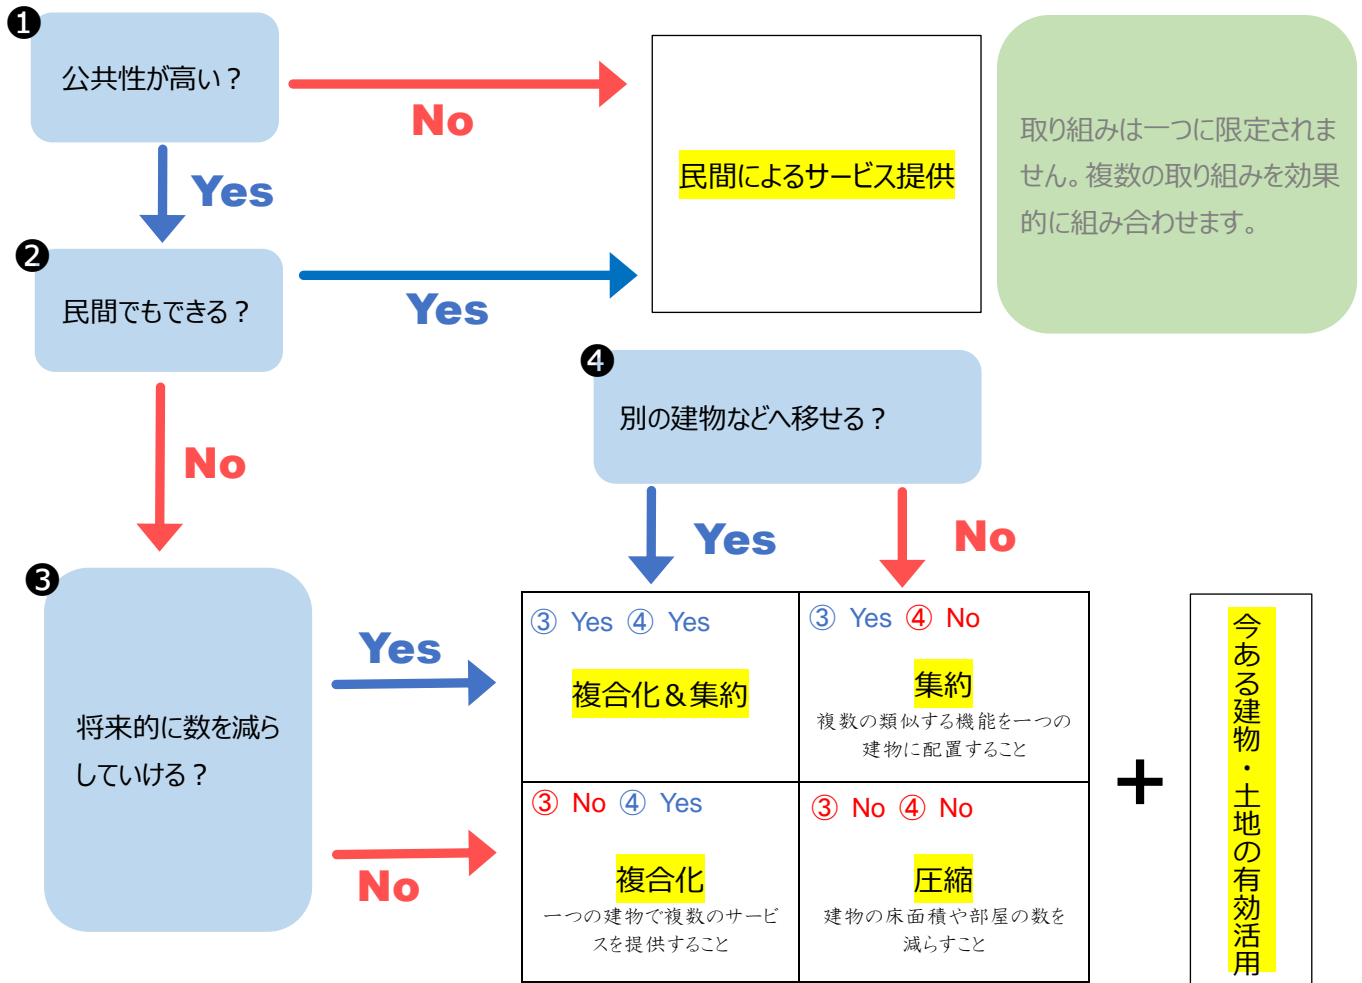 ❶
公共性が高い？
No
Yes
民間によるサービス提供
取り組みは一つに限定されま
せん。複数の取り組みを効果
的に組み合わせます。
❷
民間でもできる？
Yes
No
❹
別の建物などへ移せる？
Yes
No
❸
将来的に数を減ら
していける？
Yes
No
③ Yes ④ Yes
複合化＆集約
③ Yes ④ No
集約
複数の類似する機能を一つの
建物に配置すること
③ No ④ Yes
複合化
一つの建物で複数のサービ
スを提供すること
③ No ④ No
圧縮
建物の床面積や部屋の数を
減らすこと
+
今ある建物・土地の有効活用